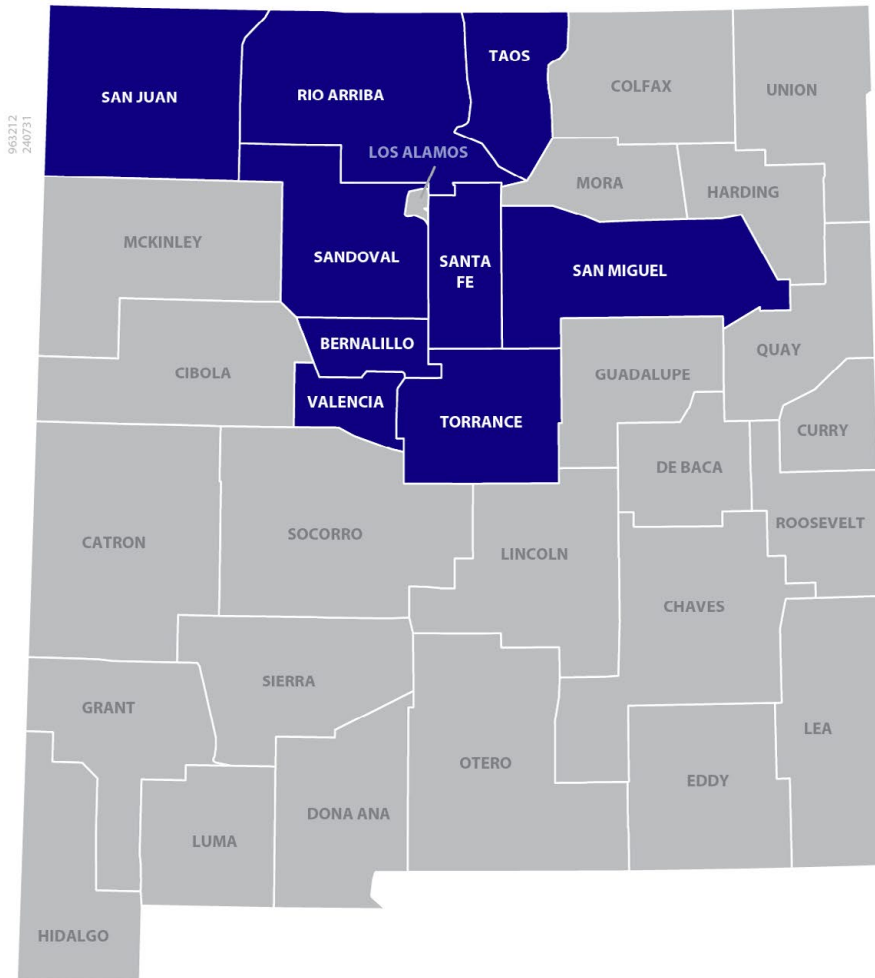 TAOS
COLFAX
UNION
SAN JUAN
RIO ARRIBA
963212
240731
LOS ALAMOS
MORA
HARDING
MCKINLEY
SANDOVAL
SANTA
FE
SAN MIGUEL
BERNALILLO
QUAY
CIBOLA
GUADALUPE
VALENCIA
TORRANCE
CURRY
DE BACA
ROOSEVELT
CATRON
SOCORRO
LINCOLN
CHAVES
SIERRA
GRANT
LEA
OTERO
EDDY
DONA ANA
LUMA
HIDALGO